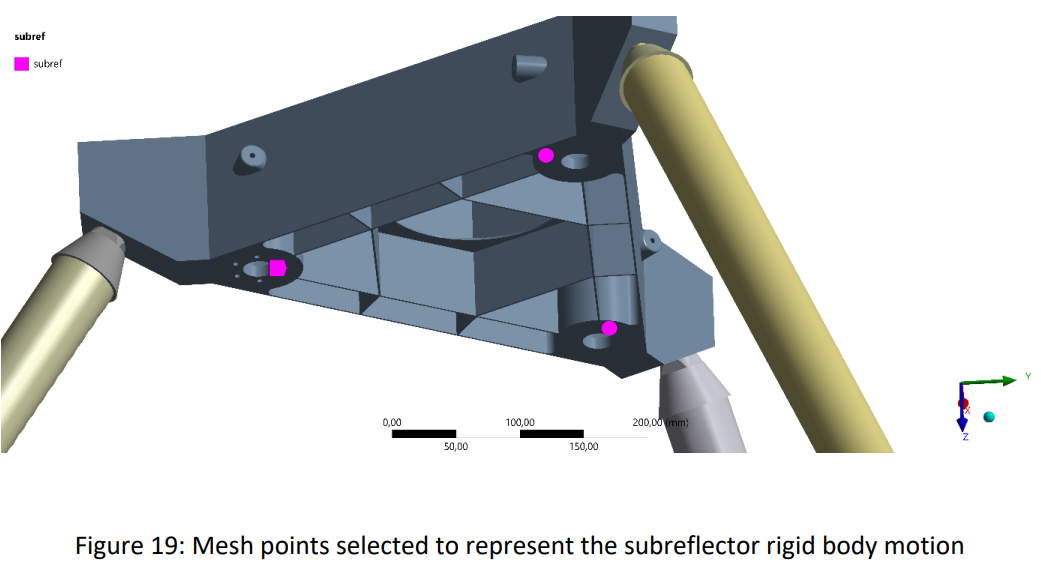 subref
subref
0,00 100,00 200,00 (mm)
50,00 150,00
Y
X
Z
Figure 19: Mesh points selected to represent the subreflector rigid body motion